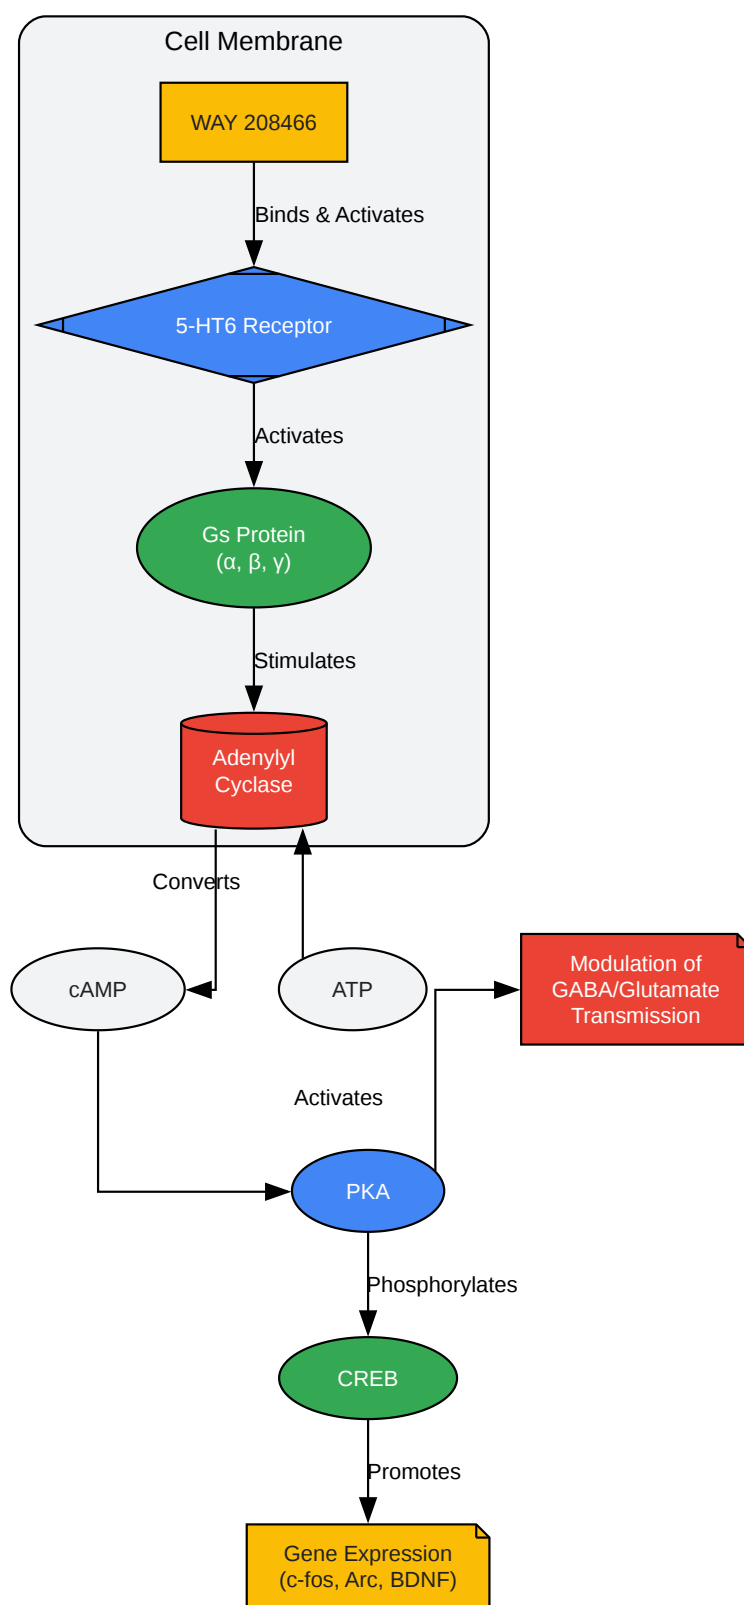 Cell Membrane
WAY 208466
Binds & Activates
5-HT6 Receptor
Activates
Gs Protein
(α, β, γ)
Stimulates
Adenylyl
Cyclase
Converts
cAMP
ATP
Modulation of
GABA/Glutamate
Transmission
Activates
PKA
Phosphorylates
CREB
Promotes
Gene Expression
(c-fos, Arc, BDNF)